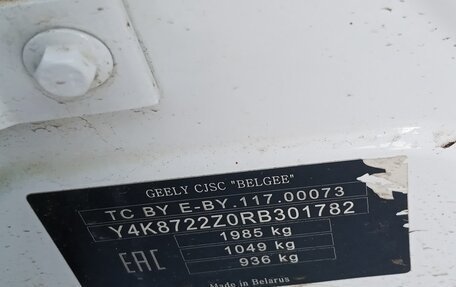 GEELY CJSC "BELGEE"
TC BY E-BY.117.00073
Y4K8722Z0RB301782
1985 kg
1049 kg
936 kg
EAC
Made in Belarus